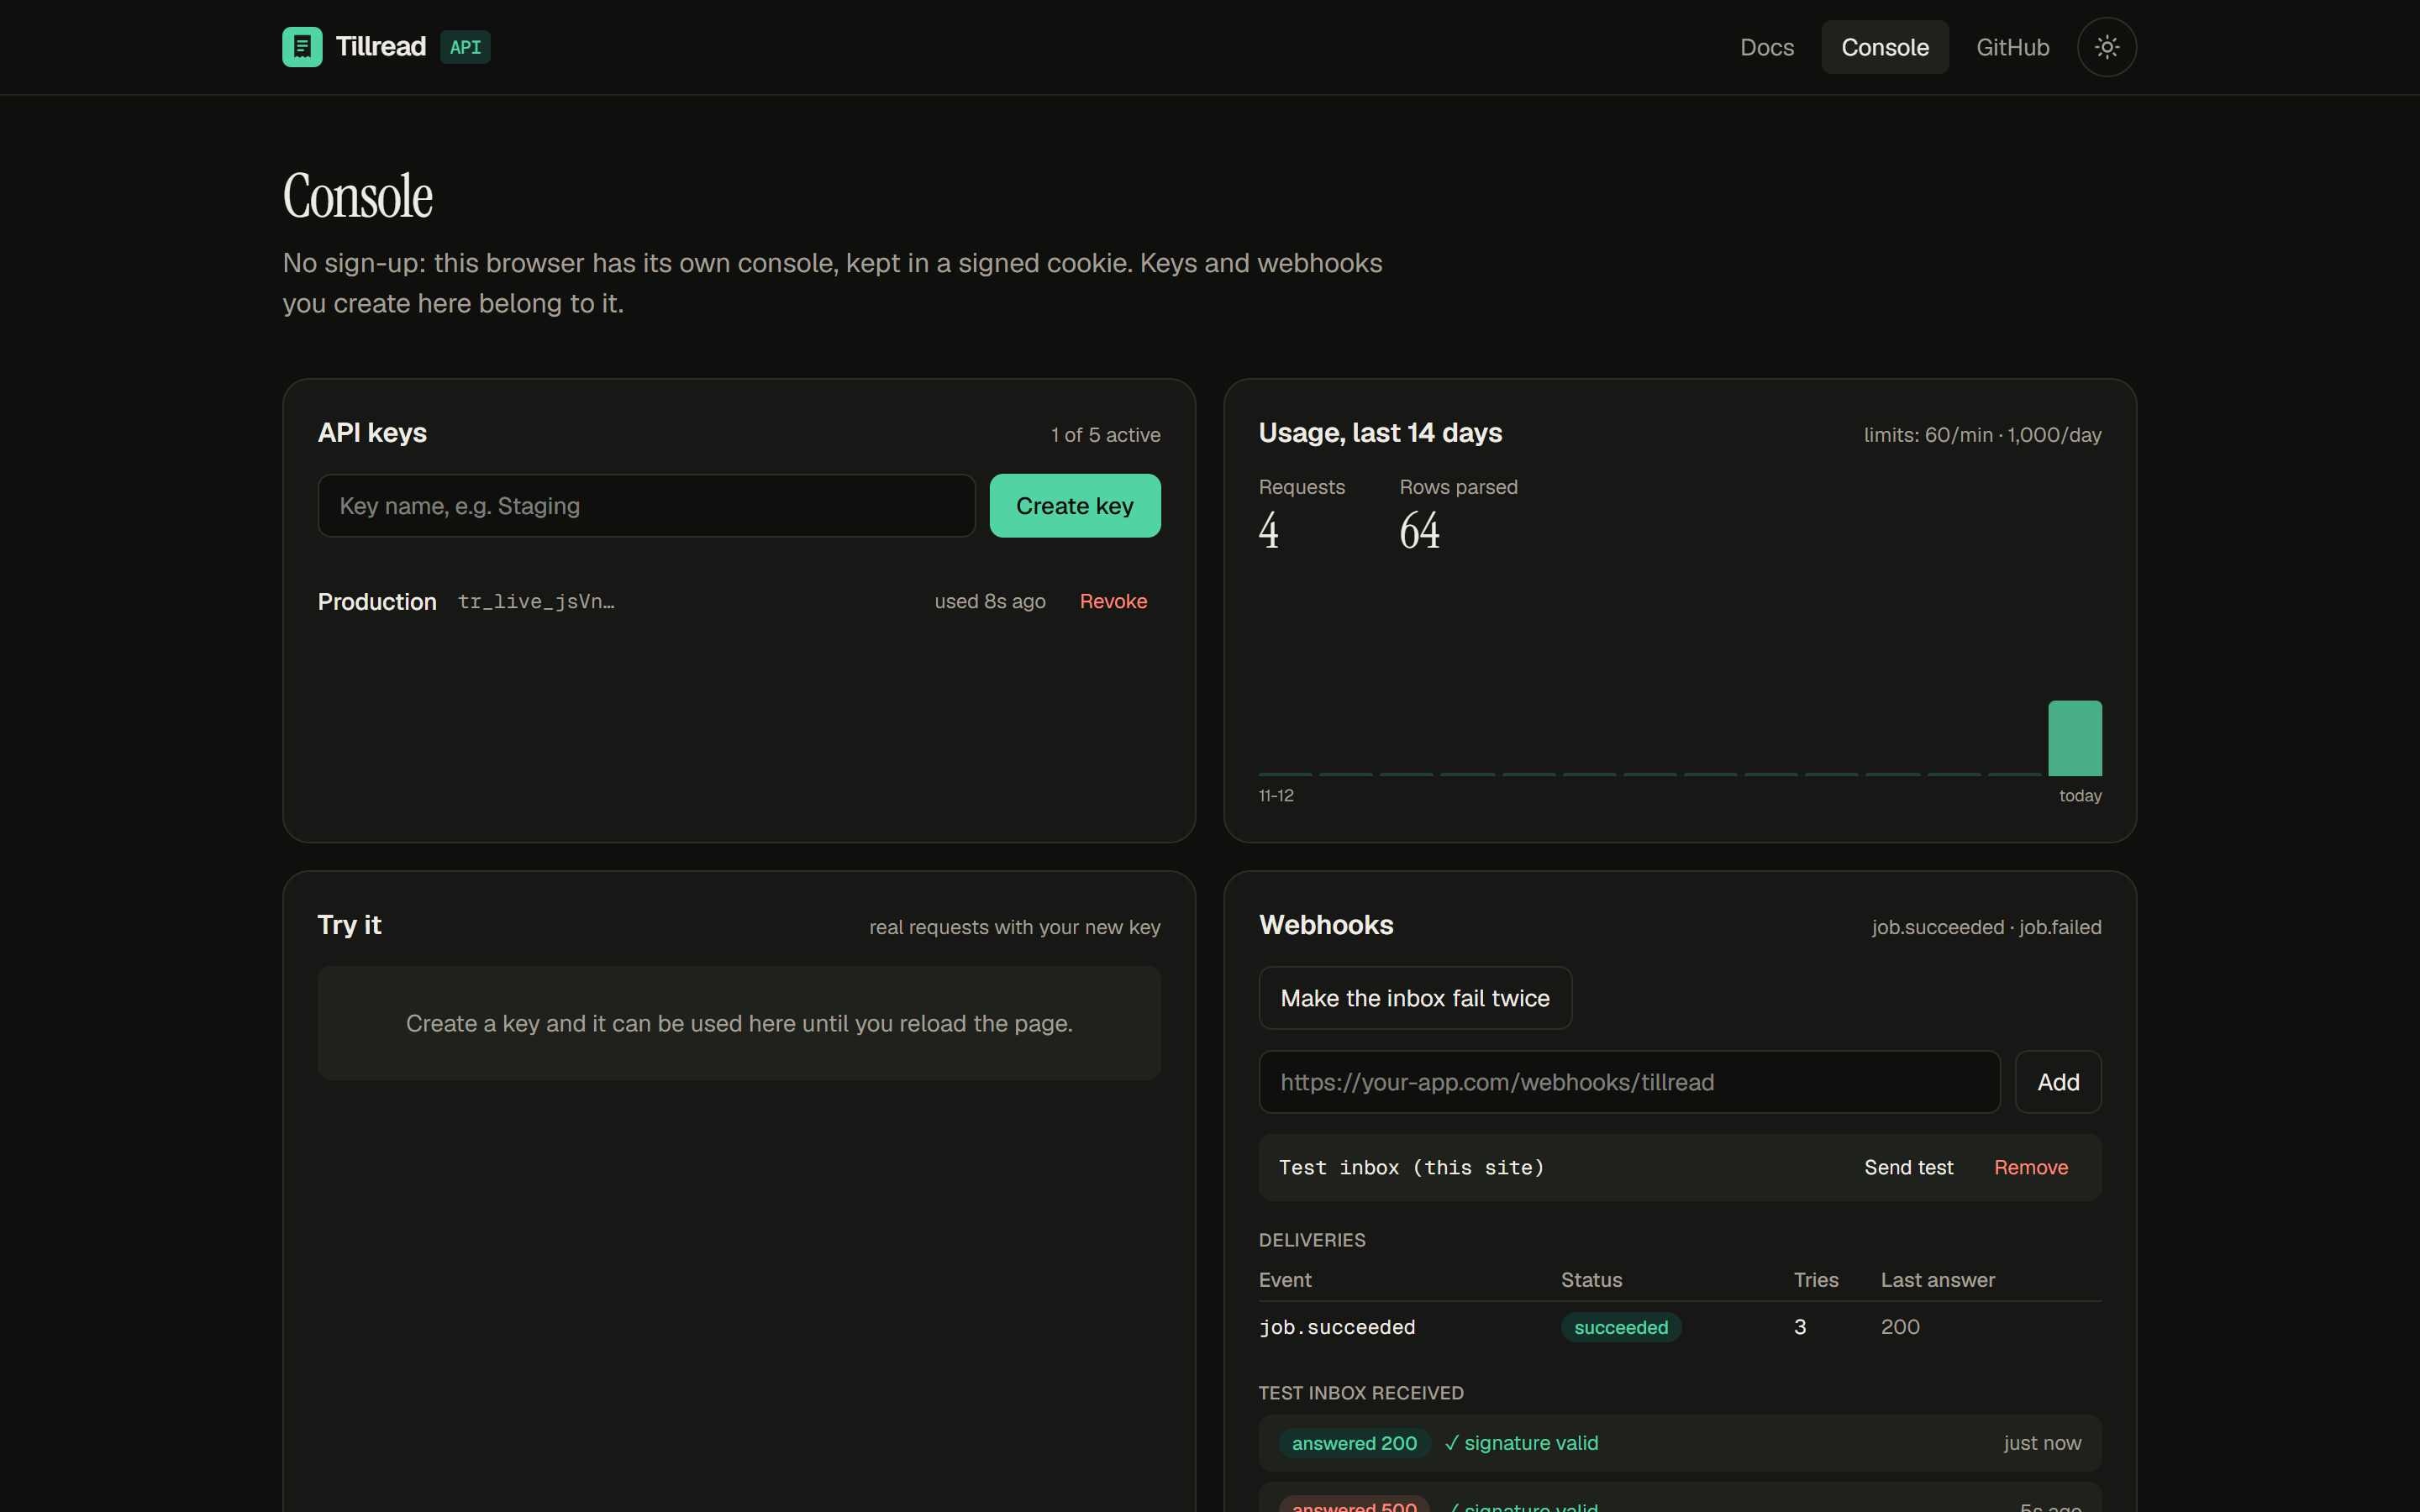 Tillread API
Docs Console GitHub
Console
No sign-up: this browser has its own console, kept in a signed cookie. Keys and webhooks
you create here belong to it.
API keys
1 of 5 active
Key name, e.g. Staging
Create key
Production tr_live_jsVn… used 8s ago Revoke
Usage, last 14 days
limits: 60/min · 1,000/day
Requests Rows parsed
4 64
11-12 today
Try it
real requests with your new key
Create a key and it can be used here until you reload the page.
Webhooks
job.succeeded · job.failed
Make the inbox fail twice
https://your-app.com/webhooks/tillread
Add
Test inbox (this site) Send test Remove
DELIVERIES
Event Status Tries Last answer
job.succeeded succeeded 3 200
TEST INBOX RECEIVED
answered 200 ✓ signature valid just now
answered 500 ✓ signature valid 5s ago